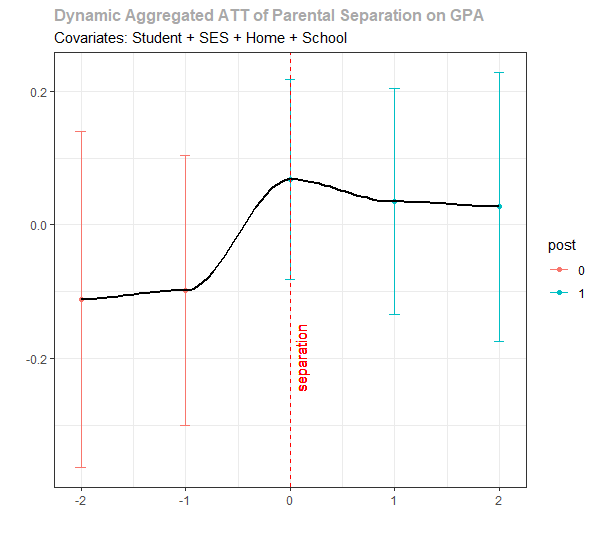 Dynamic Aggregated ATT of Parental Separation on GPA
Covariates: Student + SES + Home + School
0.2
0.0
-0.2
separation
-2
-1
0
1
2
post
0
1